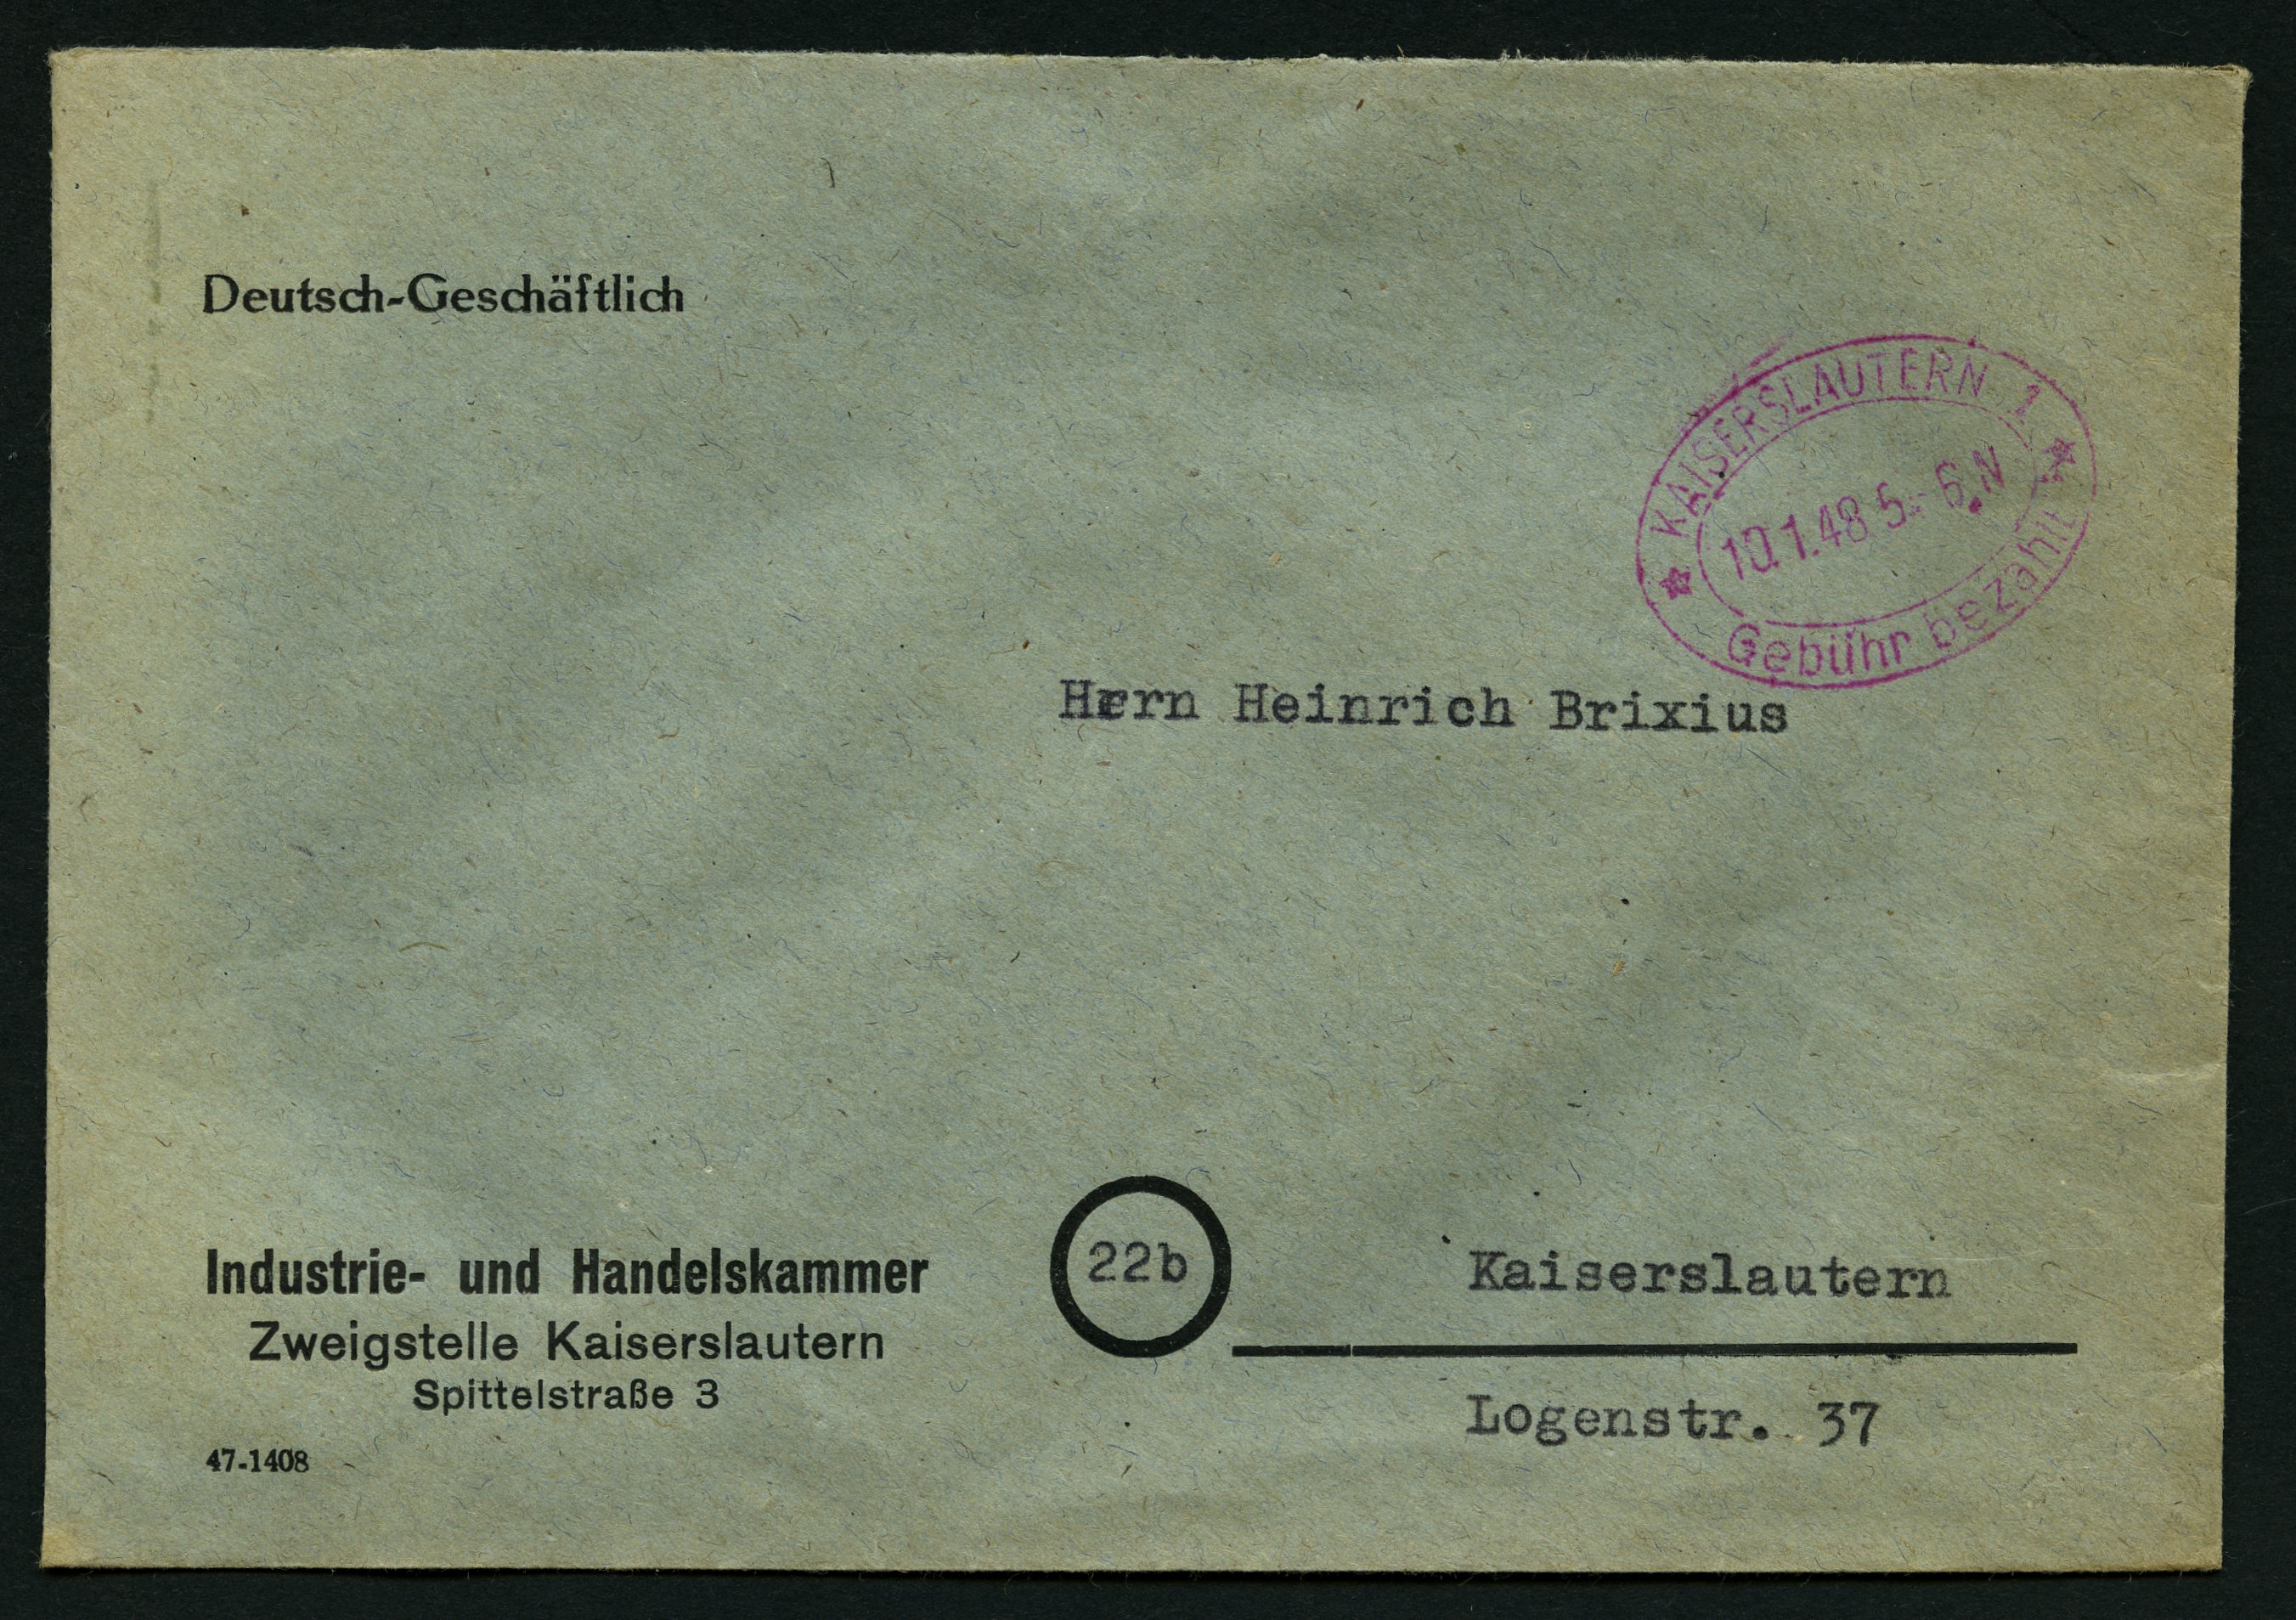 Deutsch-Geschäftlich
KAISERSLAUTERN 1
10.1.48 5-6.N
Gebühr bezahlt
Herrn Heinrich Brixius
Industrie- und Handelskammer
Zweigstelle Kaiserslautern
Spittelstraße 3
47-1408
22b
Kaiserslautern
Logenstr. 37